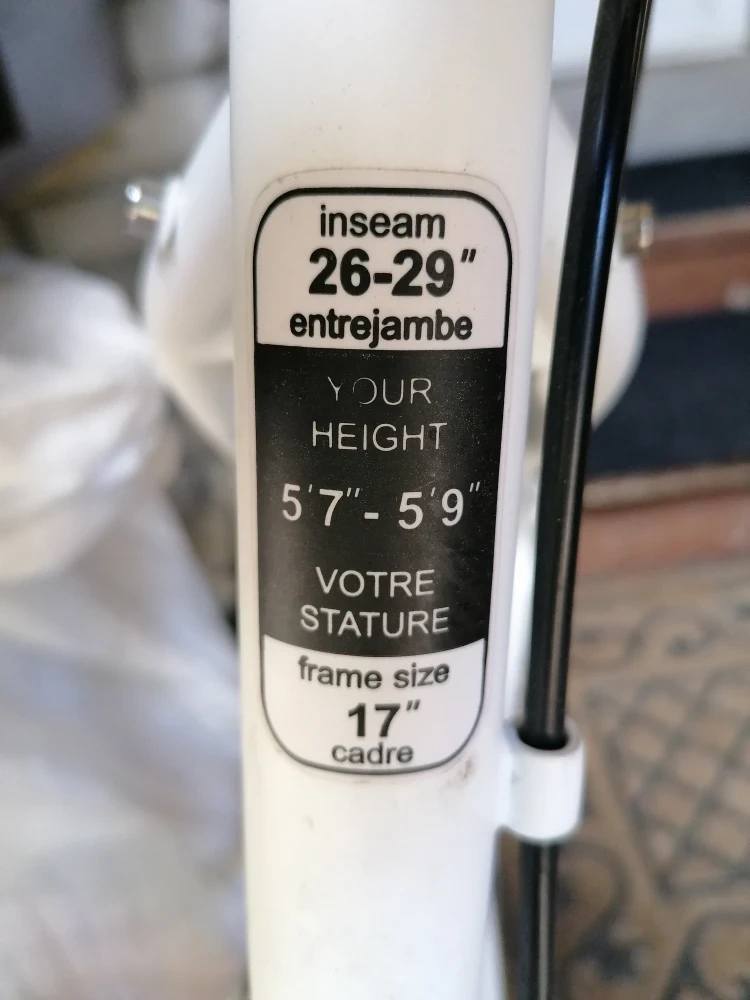 inseam
26-29"
entrejambe
YOUR
HEIGHT
5'7"- 5'9"
VOTRE
STATURE
frame size
17"
cadre